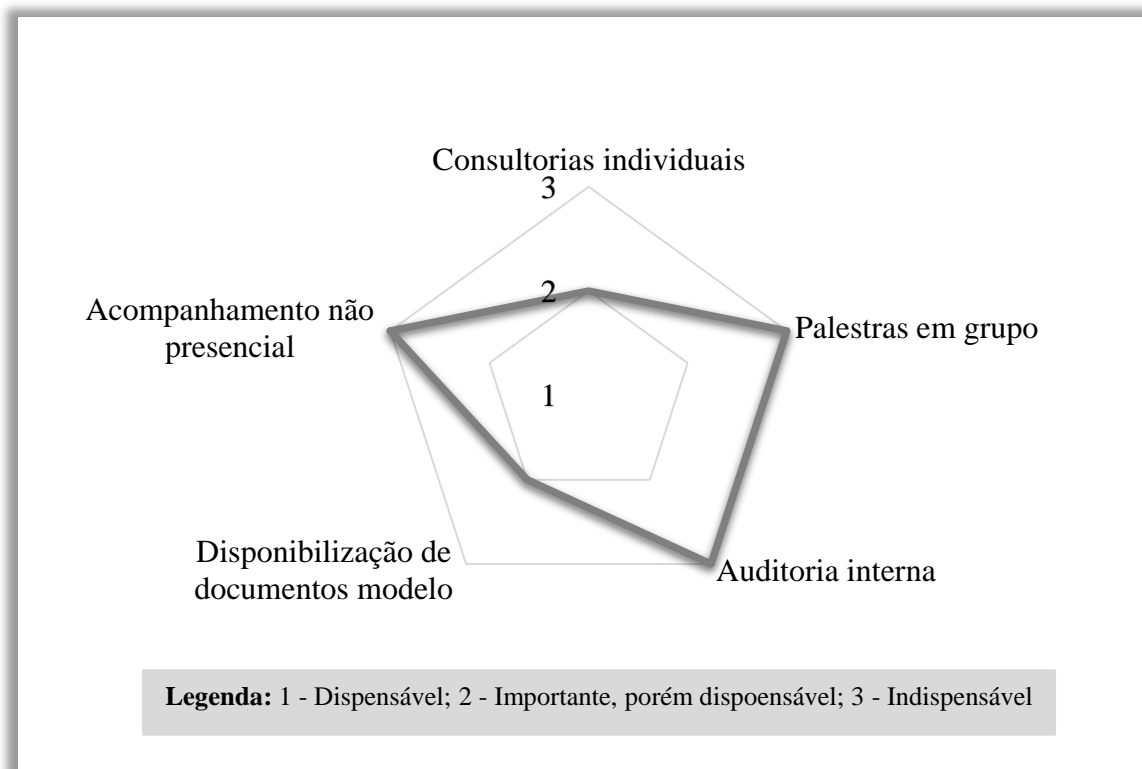 Consultorias individuais
3
2
Acompanhamento não
presencial
Palestras em grupo
1
Disponibilização de
documentos modelo
Auditoria interna
Legenda: 1 - Dispensável; 2 - Importante, porém dispoensável; 3 - Indispensável